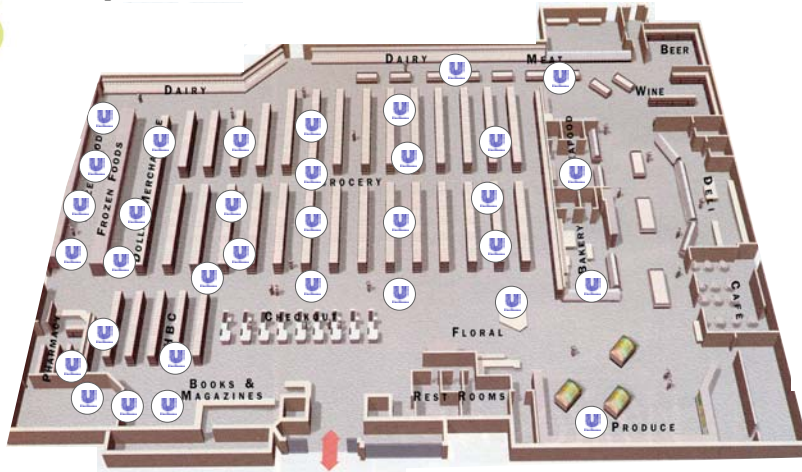 BEER
DAIRY
MEAT
DAIRY
WINE
FROZEN FOODS
GROCERY
DELI
BAKERY
CAFE
PHARMACY
HBC
CHECKOUT
FLORAL
BOOKS &
MAGAZINES
REST ROOMS
PRODUCE